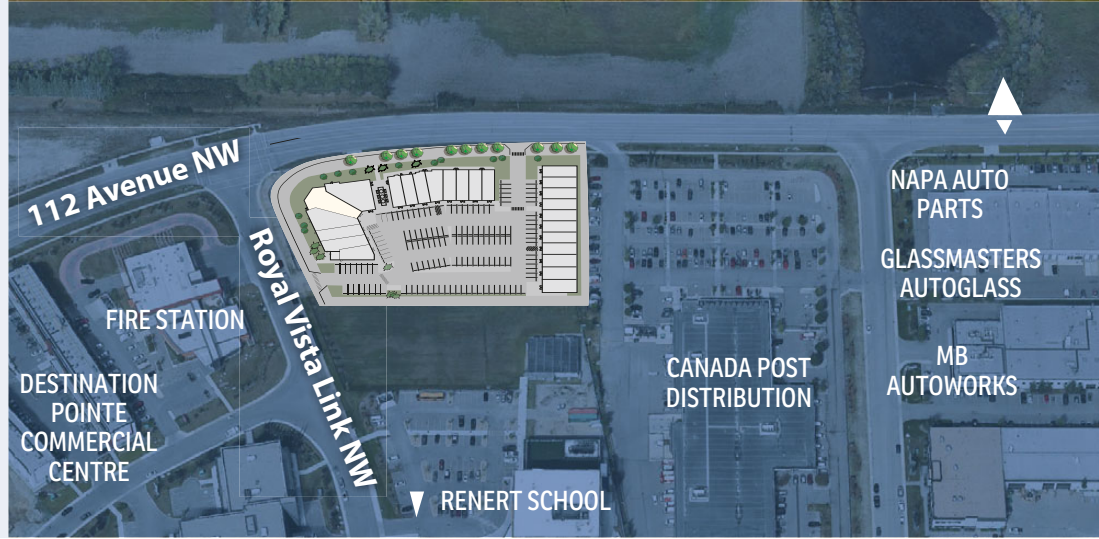 112 Avenue NW
NAPA AUTO
PARTS
GLASSMASTERS
AUTOGLASS
Royal Vista Link NW
FIRE STATION
MB
AUTOWORKS
CANADA POST
DISTRIBUTION
DESTINATION
POINTE
COMMERCIAL
CENTRE
RENERT SCHOOL